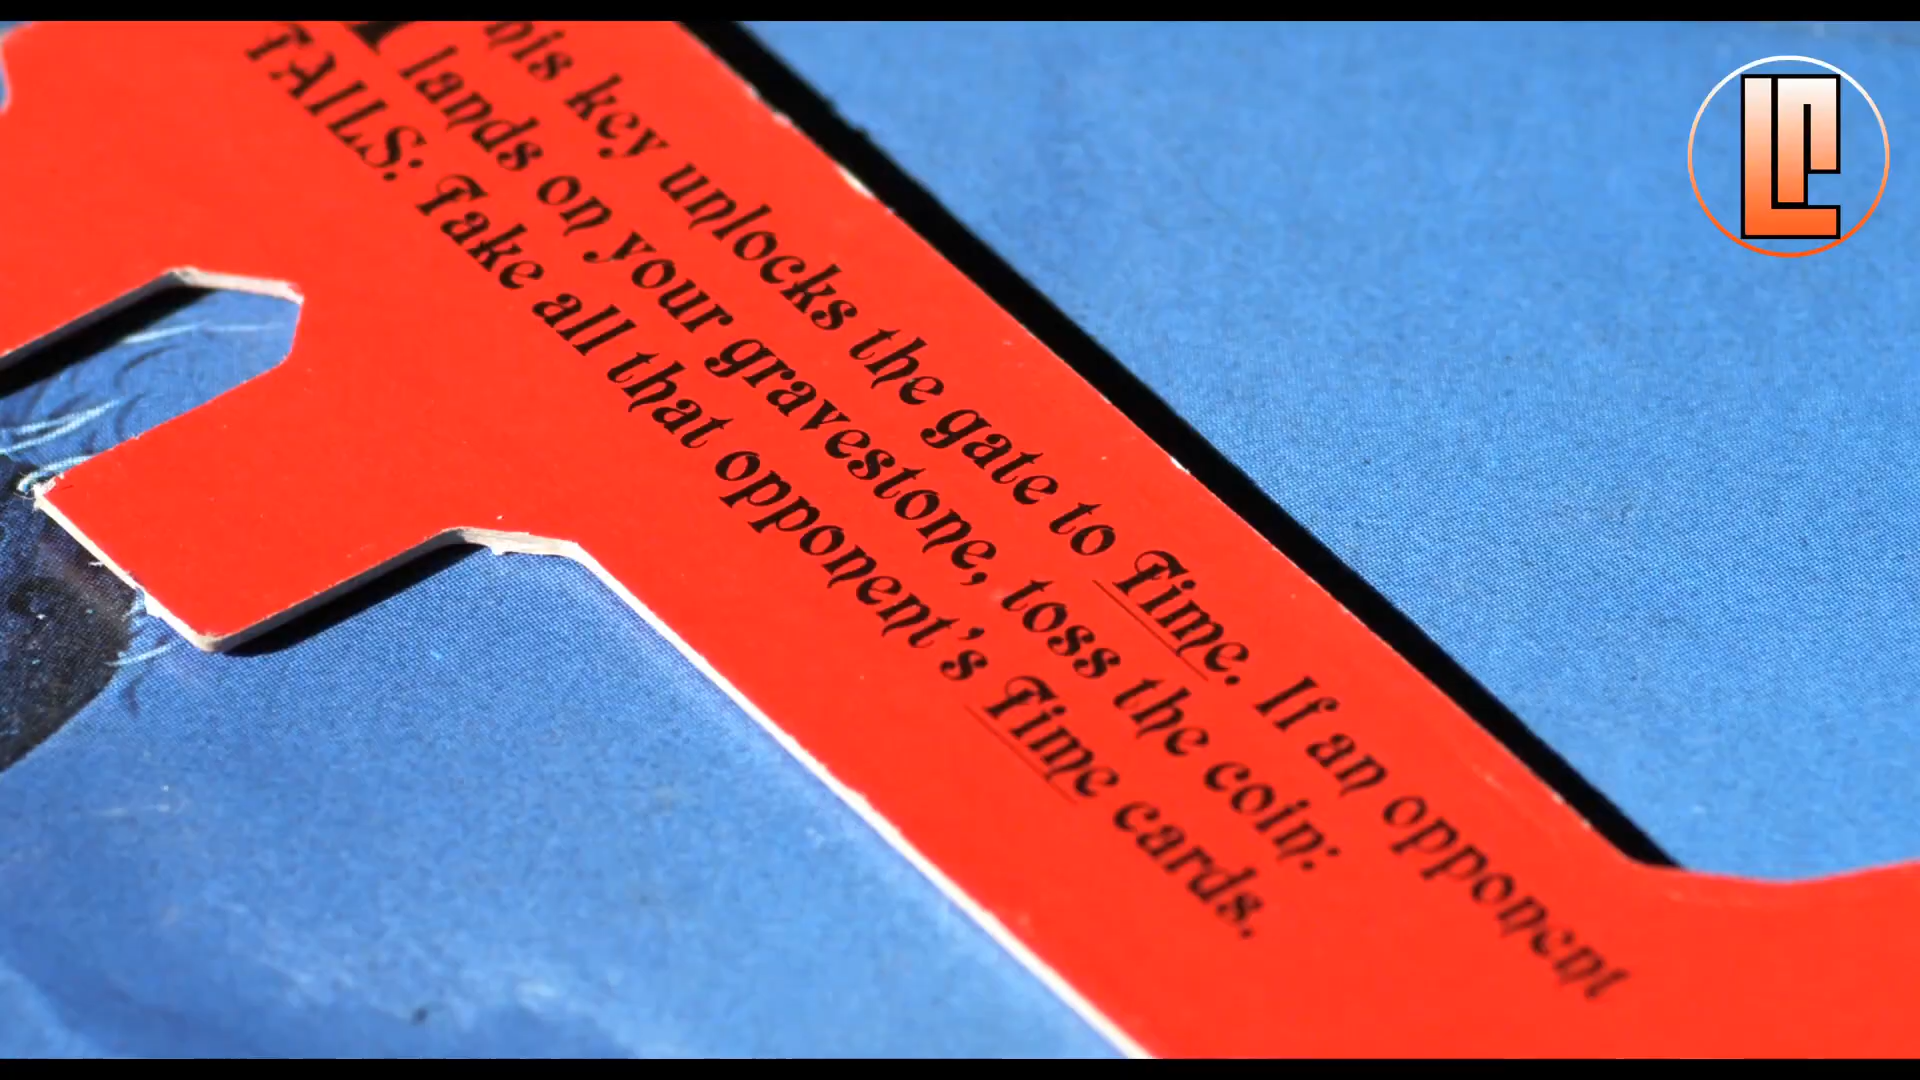 This key unlocks the gate to Time. If an opponent
lands on your gravestone, toss the coin:
TAILS: Take all that opponent's Time cards.